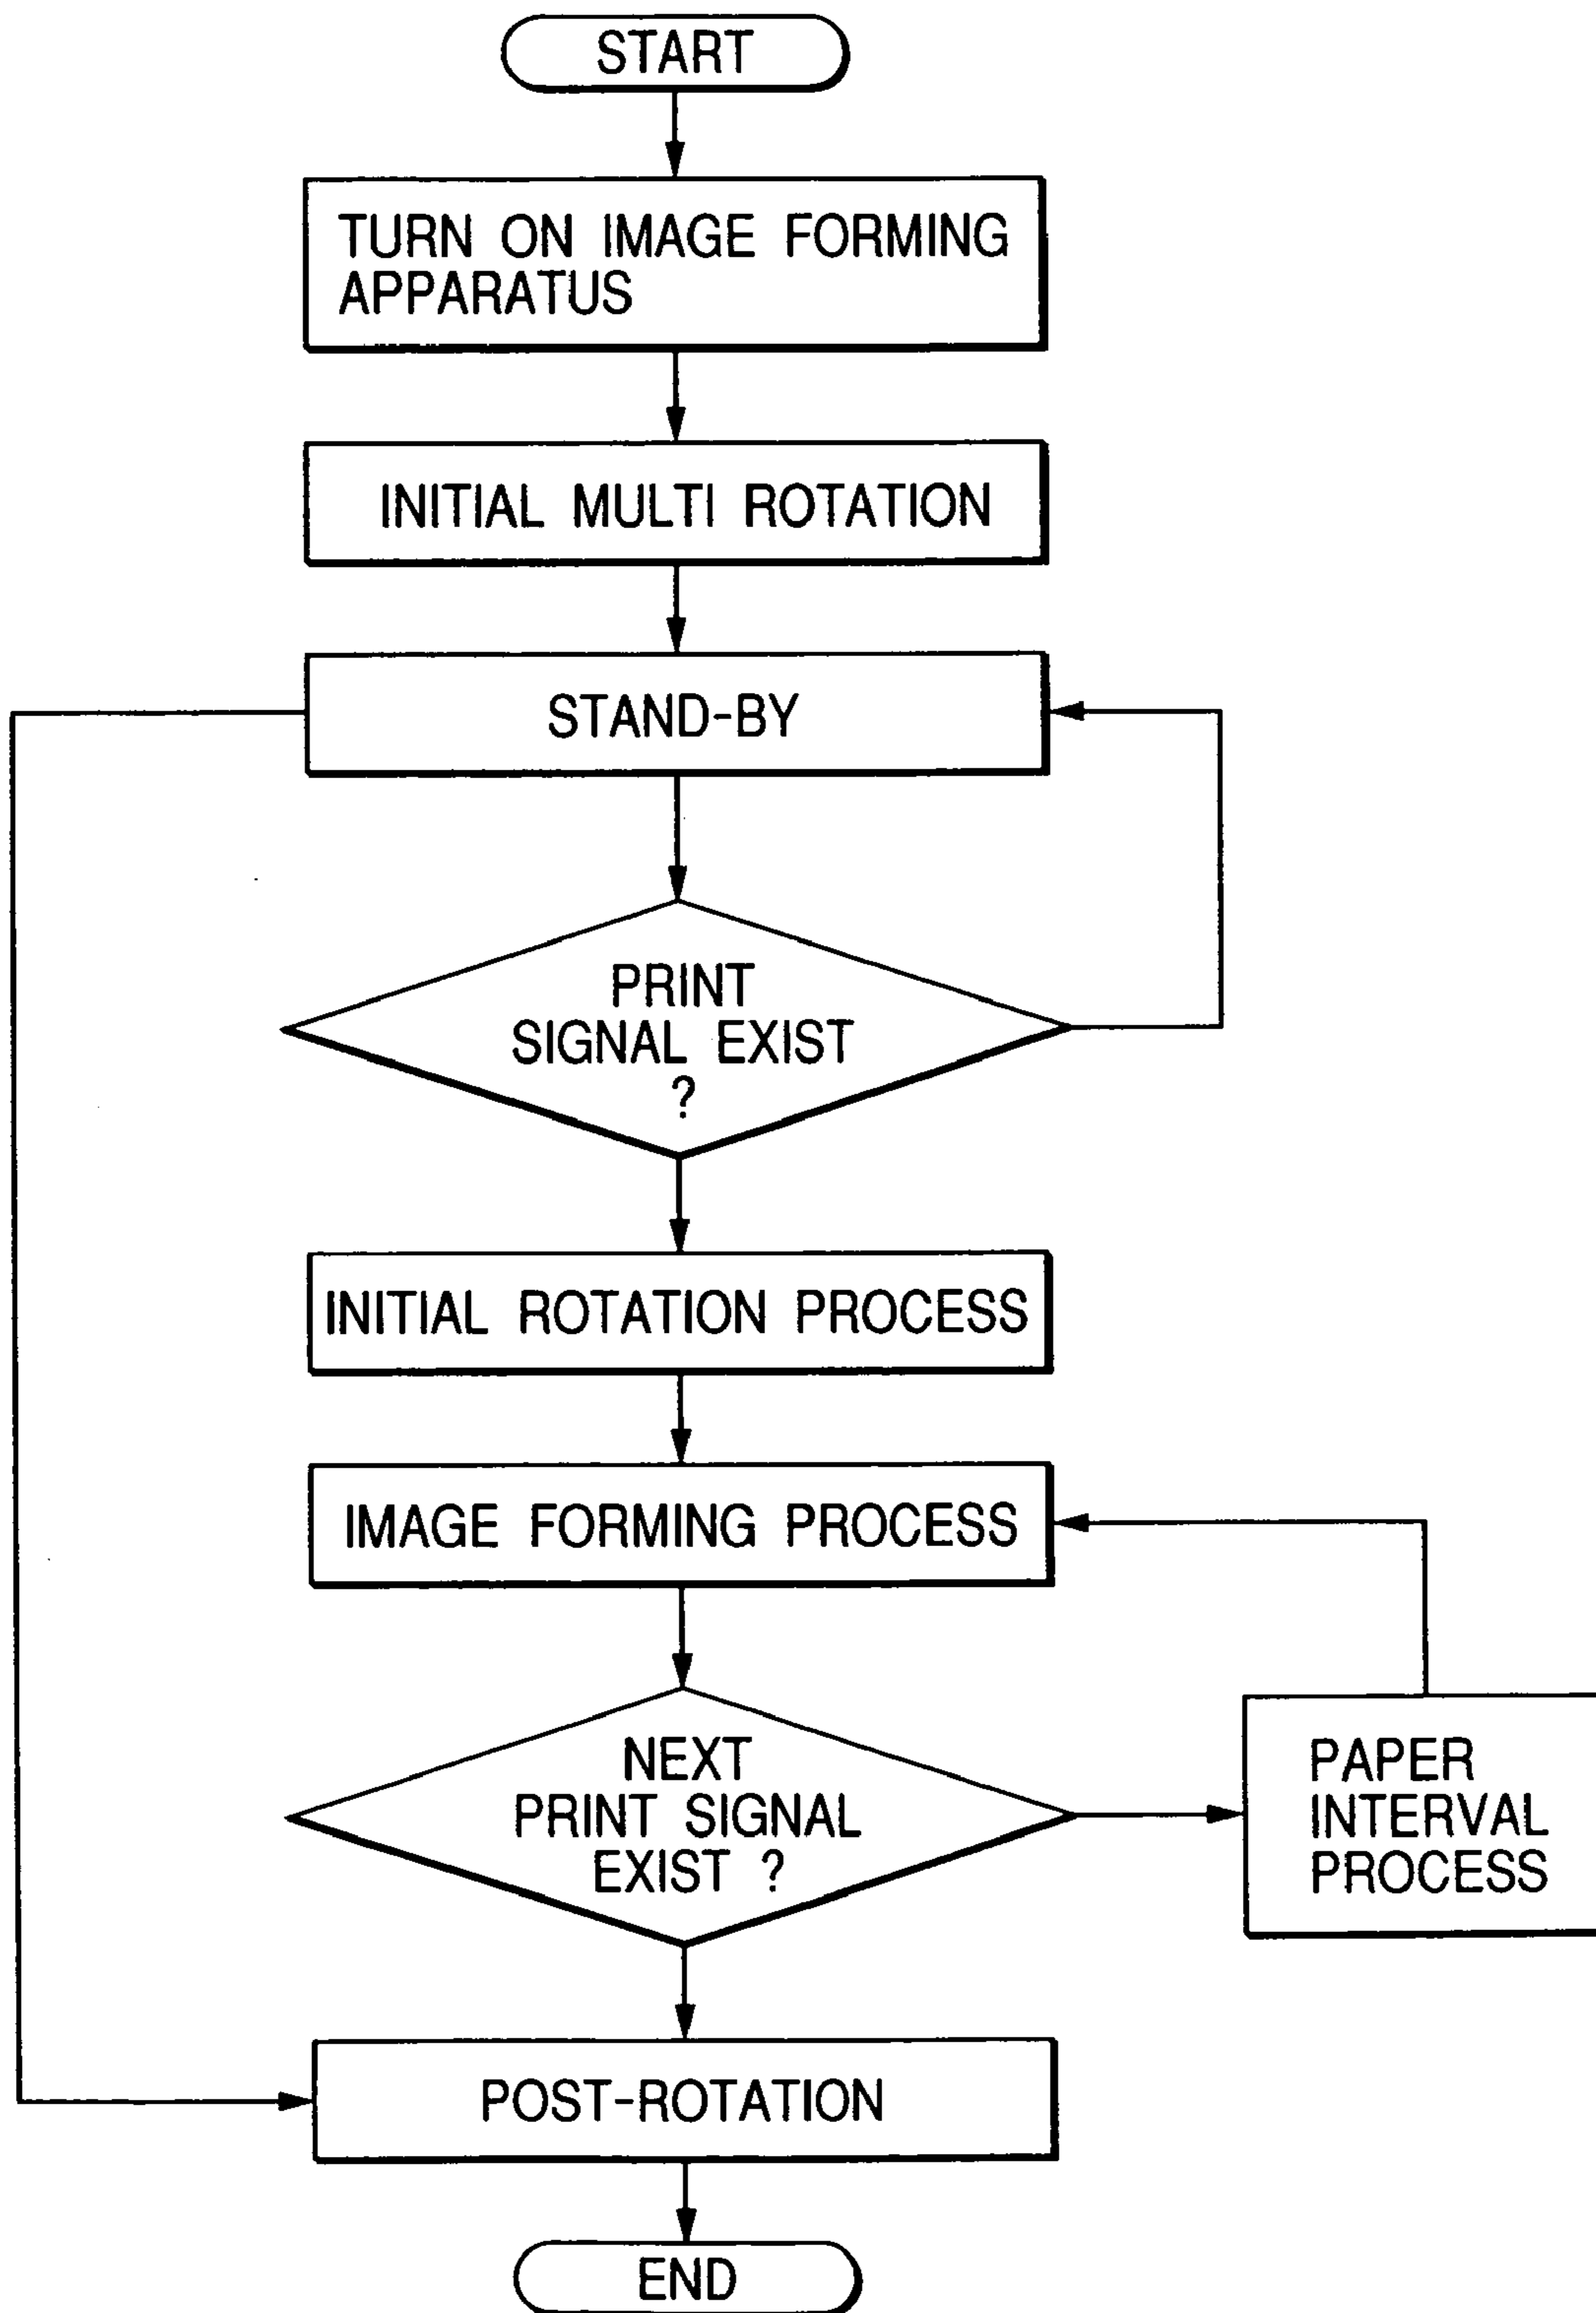 START
TURN ON IMAGE FORMING
APPARATUS
INITIAL MULTI ROTATION
STAND-BY
PRINT
SIGNAL EXIST
?
INITIAL ROTATION PROCESS
IMAGE FORMING PROCESS
NEXT
PRINT SIGNAL
EXIST ?
PAPER
INTERVAL
PROCESS
POST-ROTATION
END